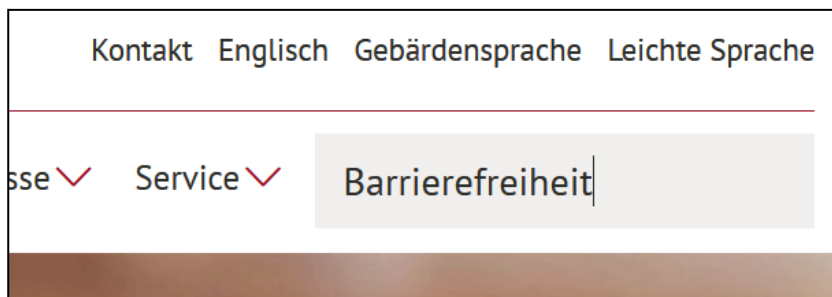 Kontakt Englisch Gebärdensprache Leichte Sprache
sse Service Barrierefreiheit